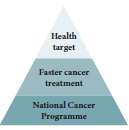 Health
target
Faster cancer
treatment
National Cancer
Programme